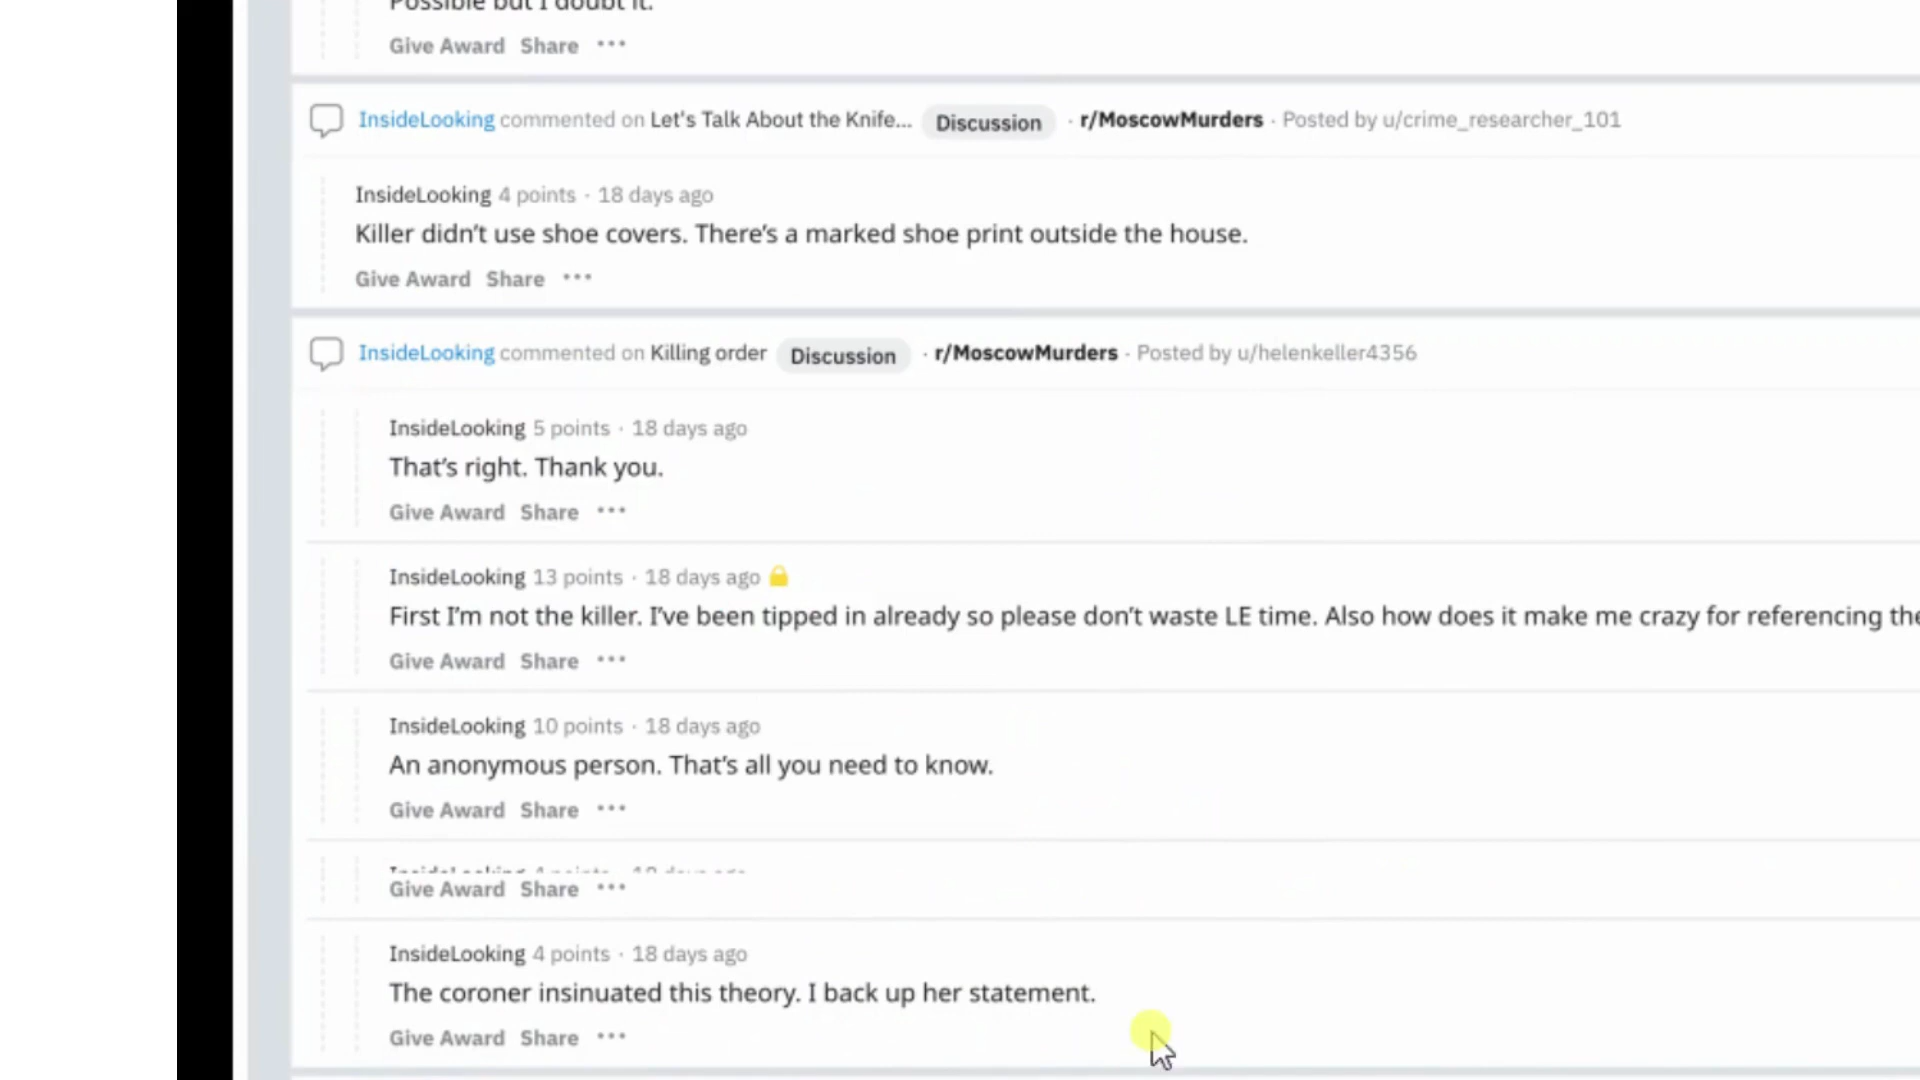 Possible but I doubt it.
Give Award Share ...
InsideLooking commented on Let's Talk About the Knife... Discussion · r/MoscowMurders · Posted by u/crime_researcher_101
InsideLooking 4 points · 18 days ago
Killer didn't use shoe covers. There's a marked shoe print outside the house.
Give Award Share ...
InsideLooking commented on Killing order Discussion · r/MoscowMurders · Posted by u/helenkeller4356
InsideLooking 5 points · 18 days ago
That's right. Thank you.
Give Award Share ...
InsideLooking 13 points · 18 days ago
First I'm not the killer. I've been tipped in already so please don't waste LE time. Also how does it make me crazy for referencing the
Give Award Share ...
InsideLooking 10 points · 18 days ago
An anonymous person. That's all you need to know.
Give Award Share ...
Give Award Share ...
InsideLooking 4 points · 18 days ago
The coroner insinuated this theory. I back up her statement.
Give Award Share ...